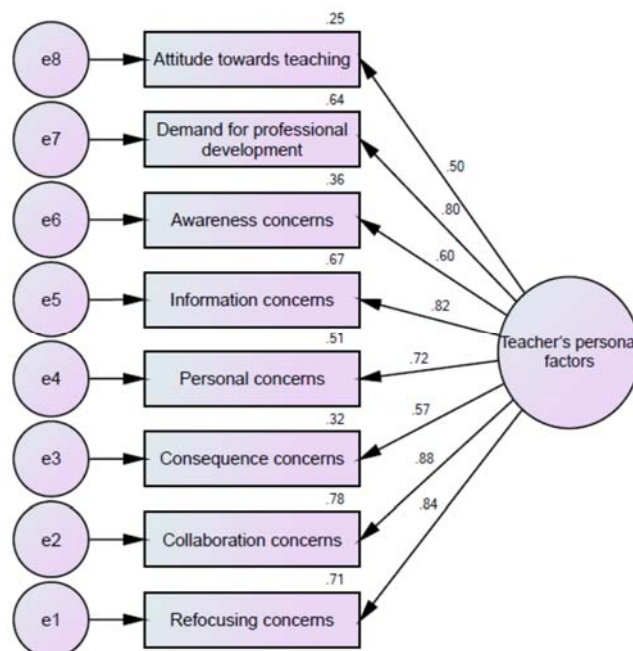 .25
e8
Attitude towards teaching
.64
e7
Demand for professional
development
.50
.36
.80
e6
Awareness concerns
.60
.67
e5
Information concerns
.82
.51
Teacher's personal
factors
e4
Personal concerns
.72
.32
.57
e3
Consequence concerns
.88
.78
.84
e2
Collaboration concerns
.71
e1
Refocusing concerns